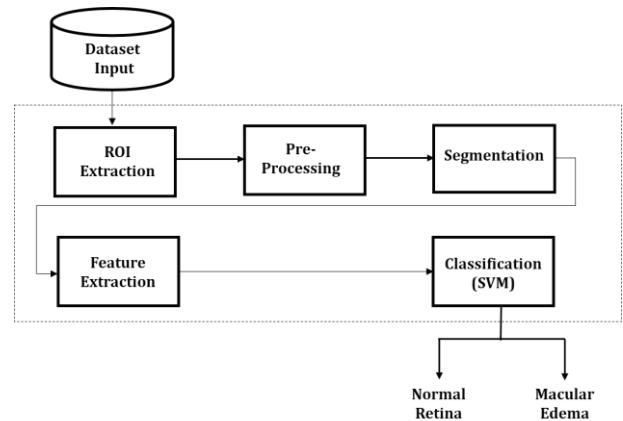 Dataset
Input
ROI
Extraction
Pre-
Processing
Segmentation
Feature
Extraction
Classification
(SVM)
Normal
Retina
Macular
Edema